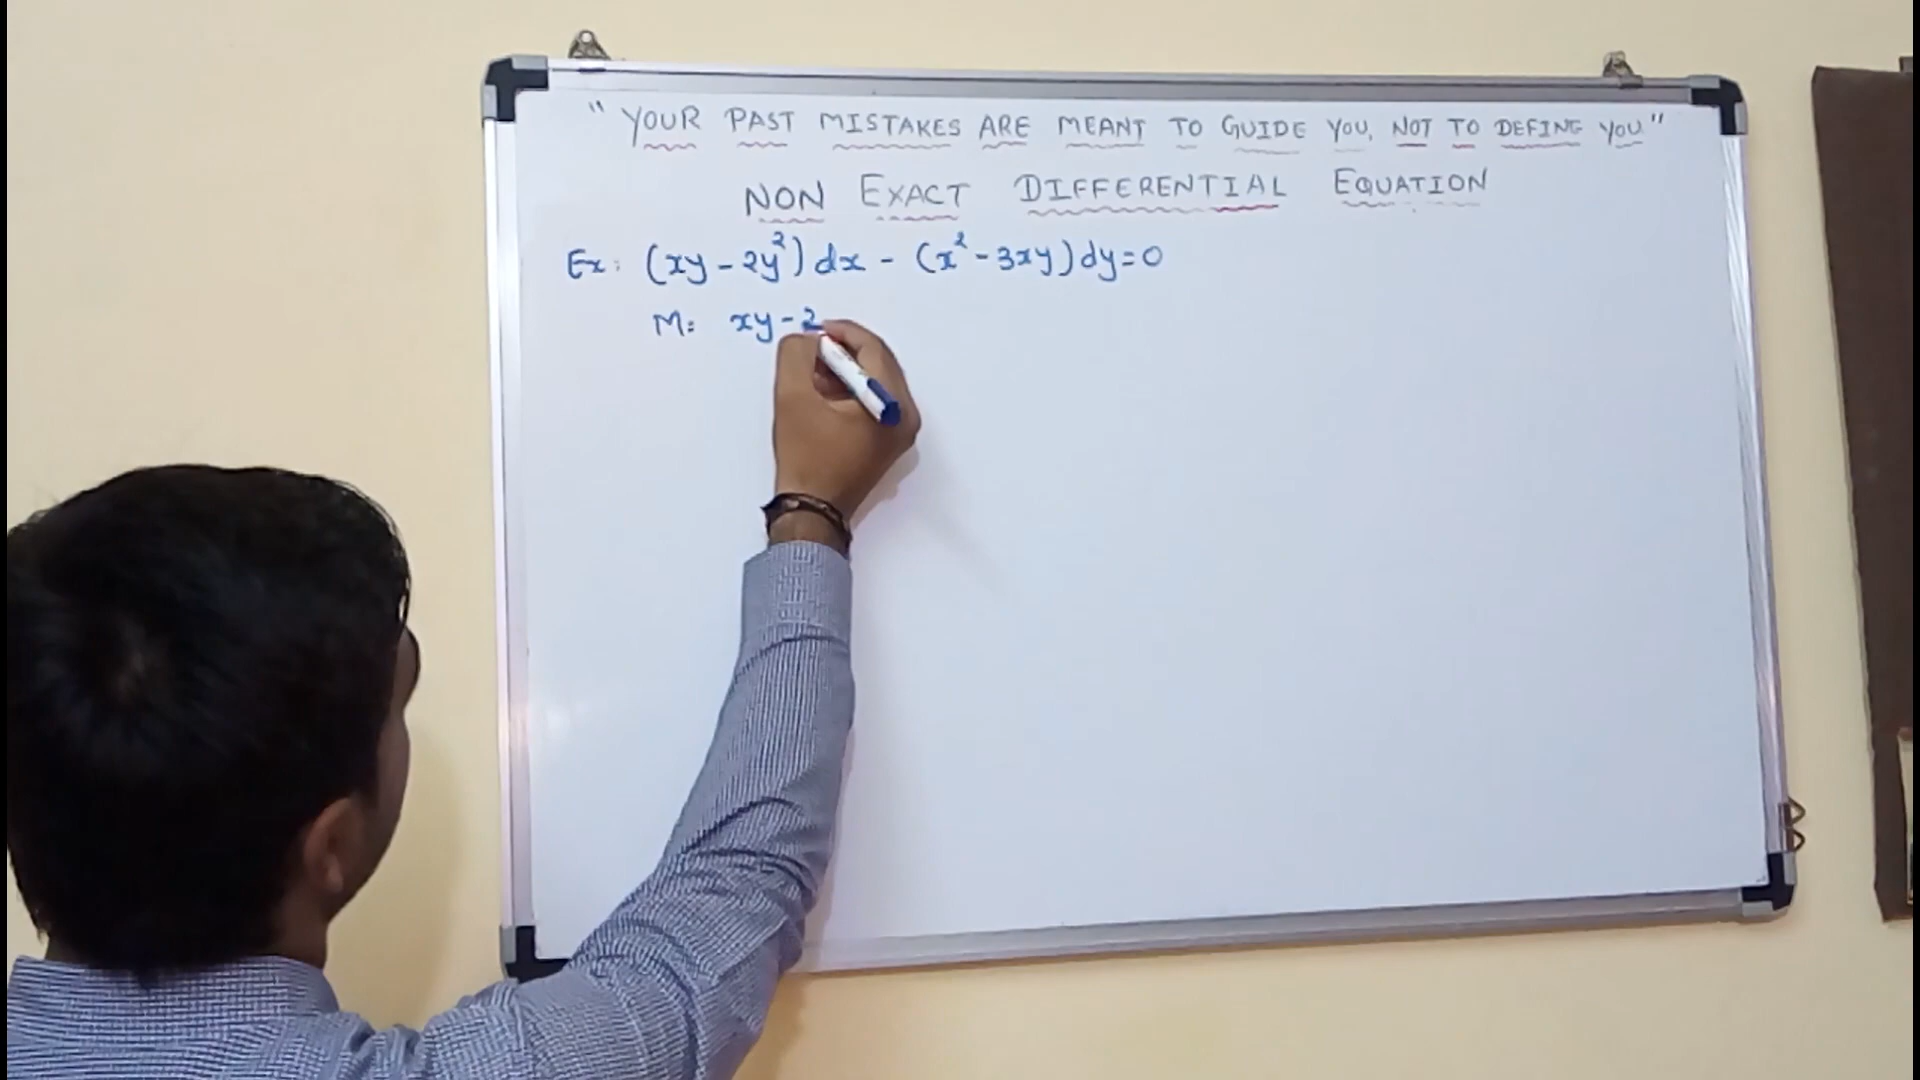 "YOUR PAST MISTAKES ARE MEANT TO GUIDE YOU, NOT TO DEFINE YOU"
NON EXACT DIFFERENTIAL EQUATION
Ex: (xy - 2y²) dx - (x² - 3xy) dy = 0
M: xy - 2